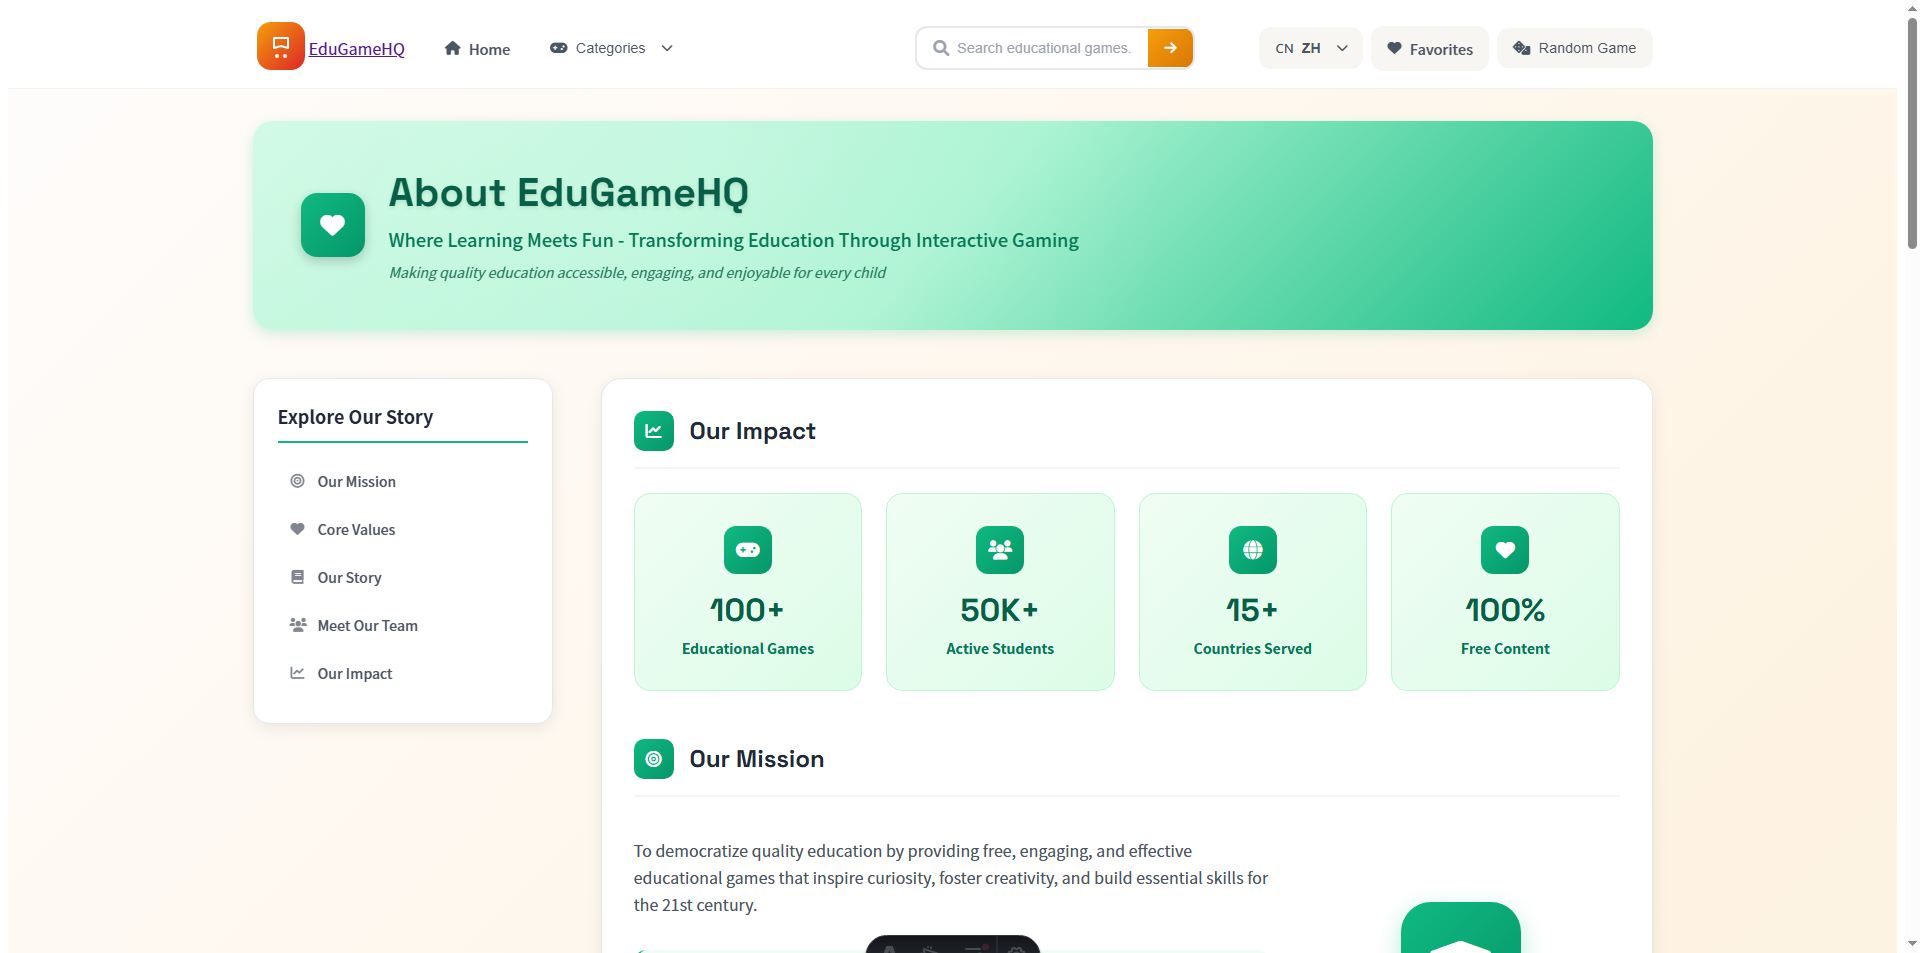 EduGameHQ
Home
Categories
Search educational games.
CN ZH
Favorites
Random Game
About EduGameHQ
Where Learning Meets Fun - Transforming Education Through Interactive Gaming
Making quality education accessible, engaging, and enjoyable for every child
Explore Our Story
Our Mission
Core Values
Our Story
Meet Our Team
Our Impact
Our Impact
100+
Educational Games
50K+
Active Students
15+
Countries Served
100%
Free Content
Our Mission
To democratize quality education by providing free, engaging, and effective
educational games that inspire curiosity, foster creativity, and build essential skills for
the 21st century.